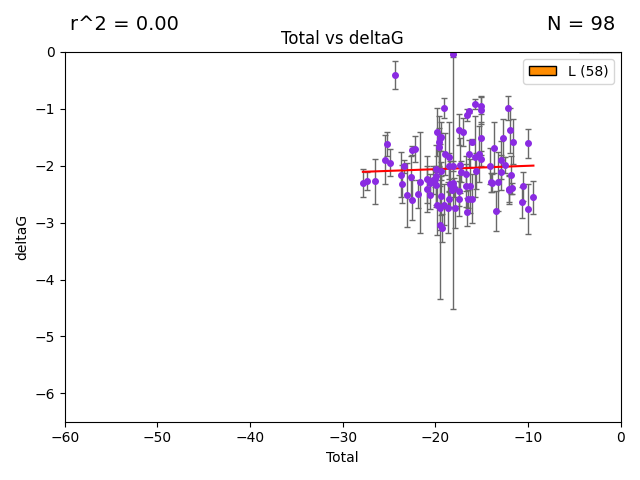 r^2 = 0.00
N = 98
Total vs deltaG
L (58)
0
−1
−2
−3
−4
−5
−6
deltaG
−60
−50
−40
−30
−20
−10
0
Total